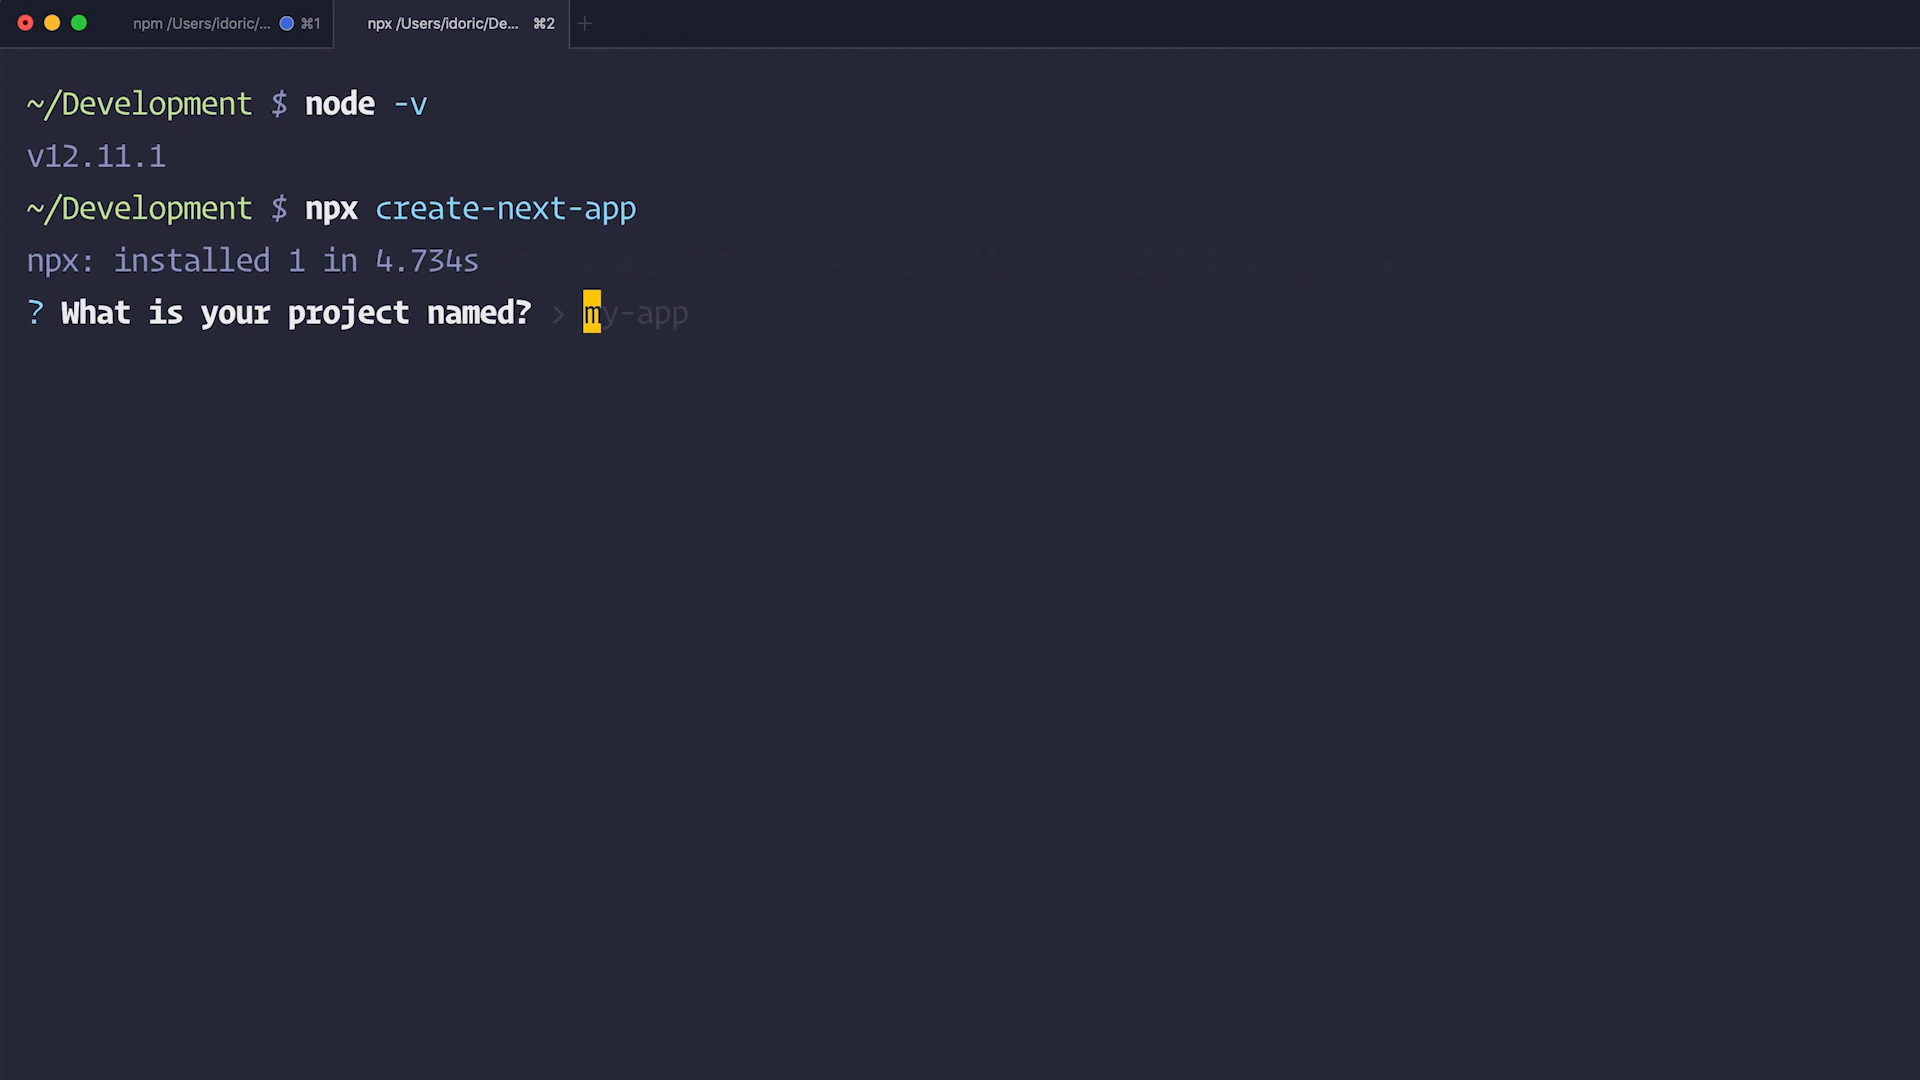 npm /Users/idoric/... ⌘1
npx /Users/idoric/De... ⌘2 +
~/Development $ node -v
v12.11.1
~/Development $ npx create-next-app
npx: installed 1 in 4.734s
? What is your project named? › my-app